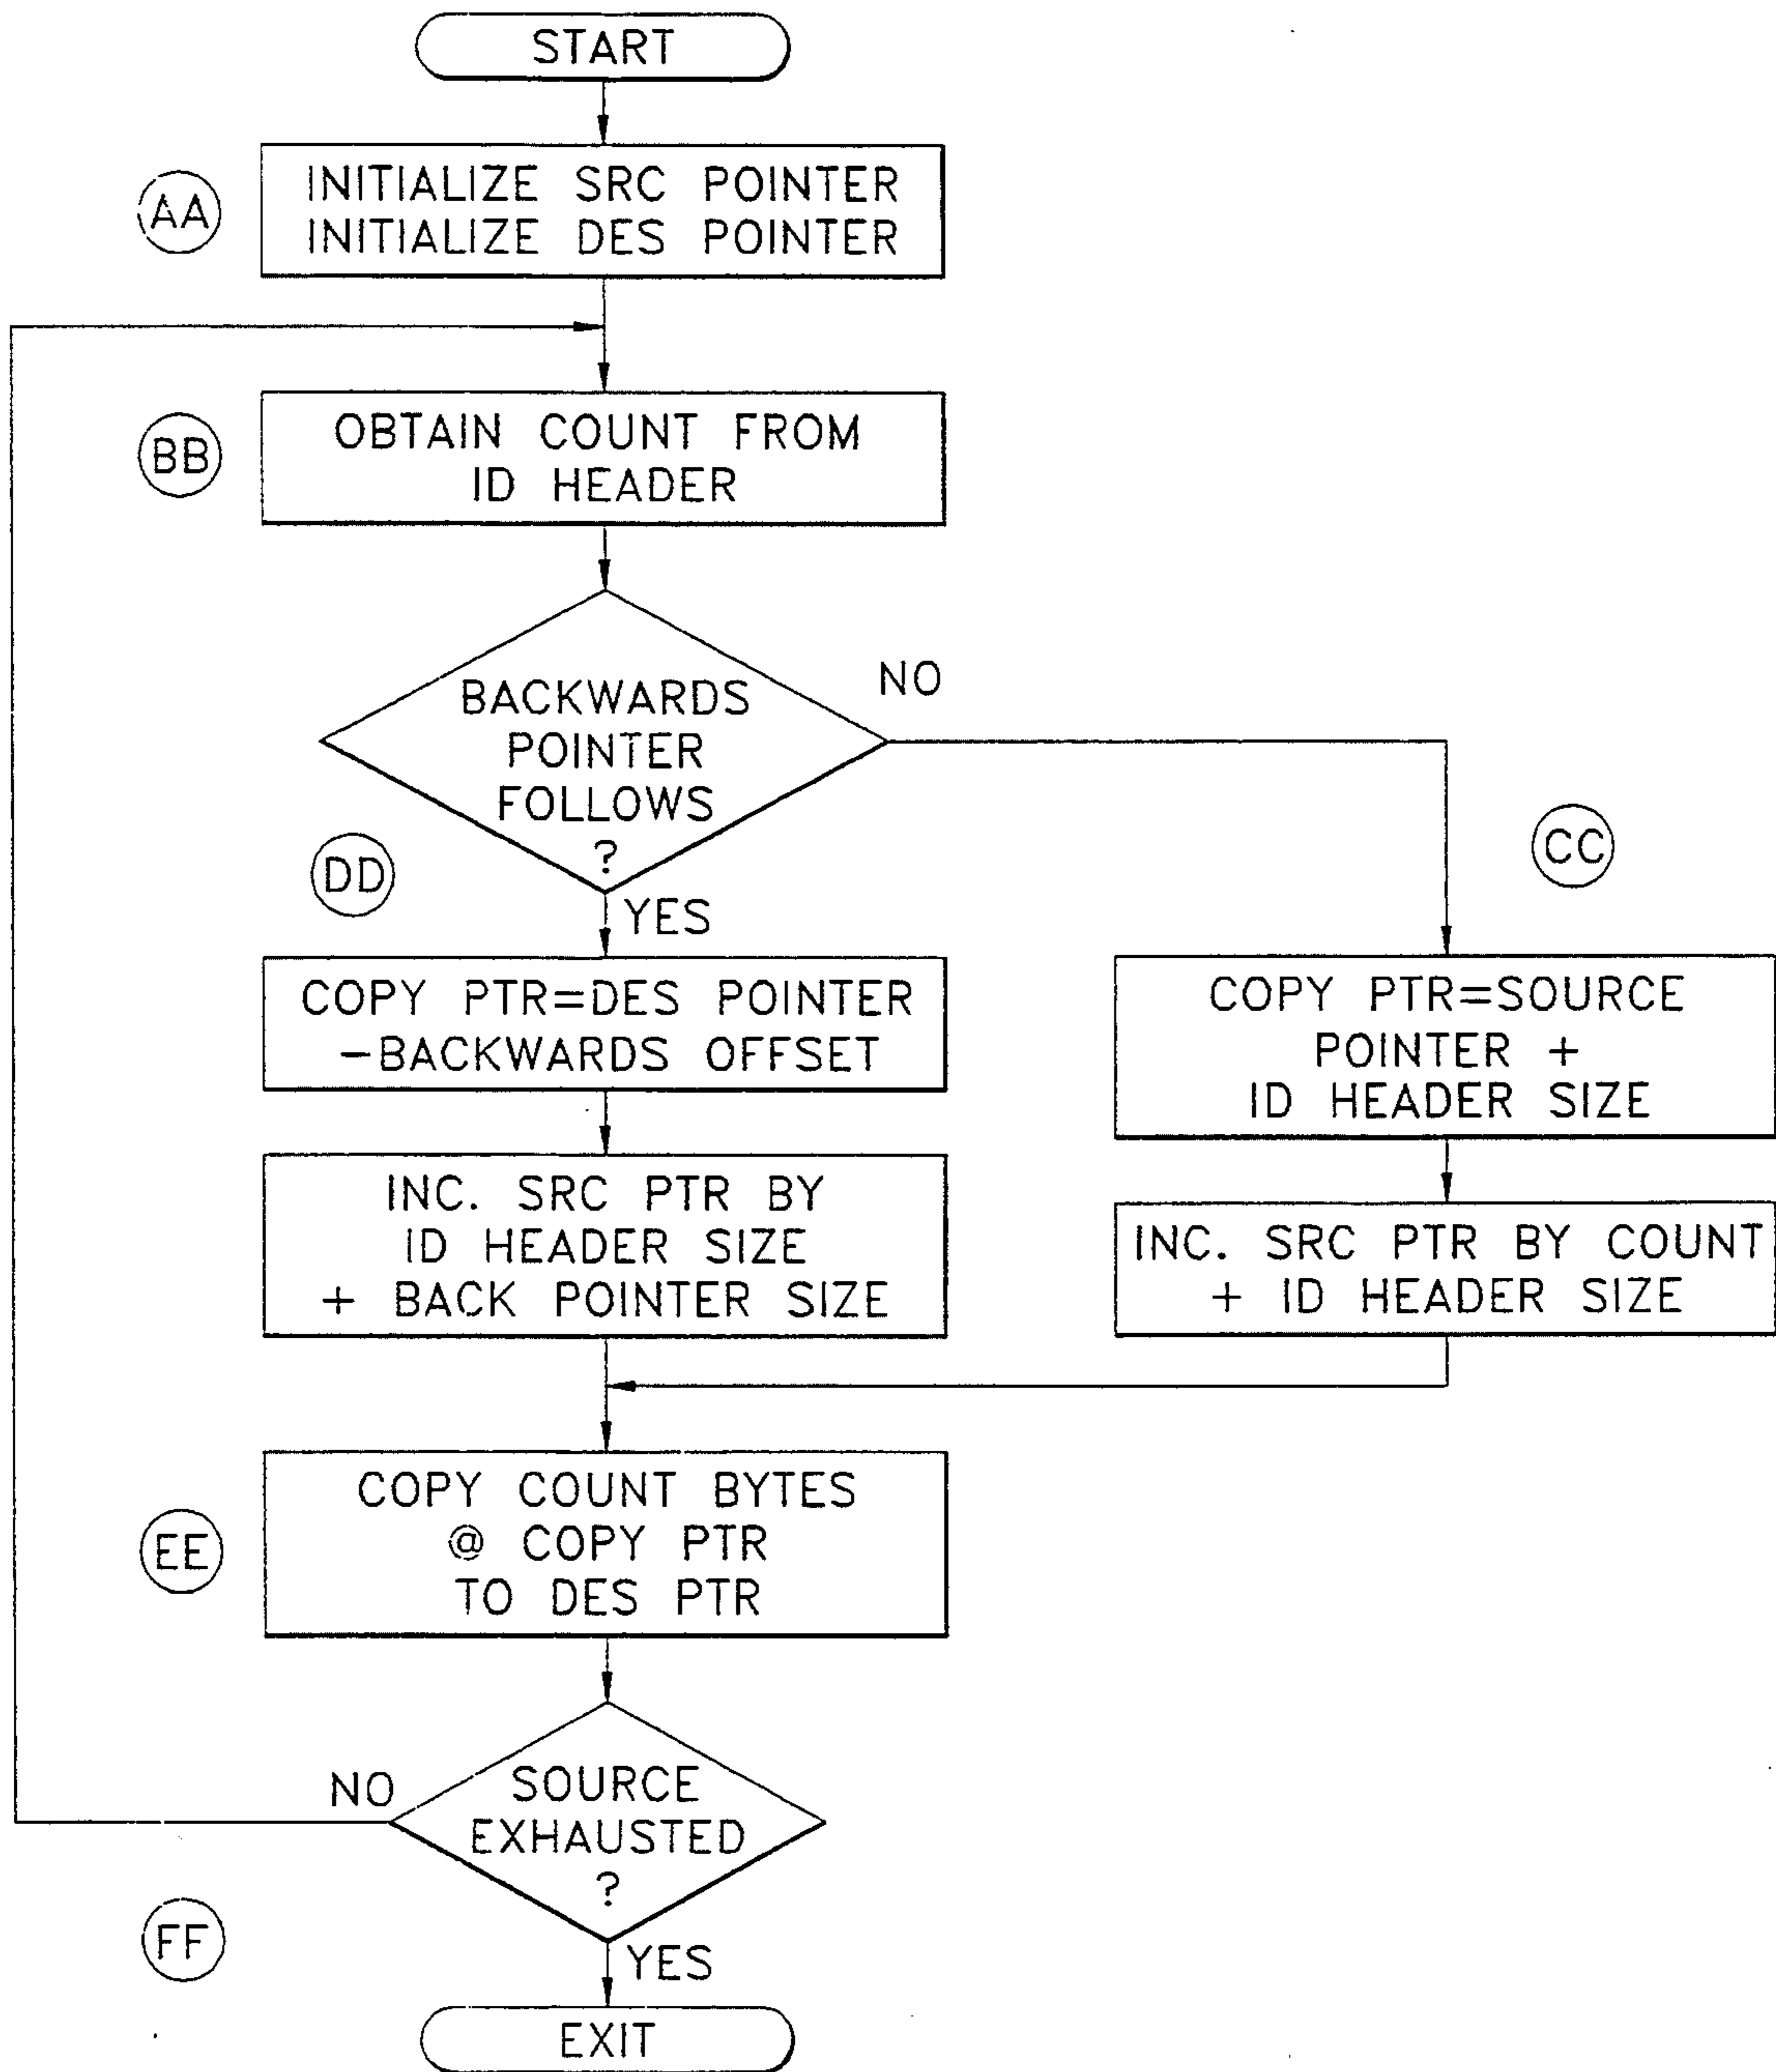 START
AA
INITIALIZE SRC POINTER
INITIALIZE DES POINTER
BB
OBTAIN COUNT FROM
ID HEADER
BACKWARDS
POINTER
FOLLOWS
?
NO
CC
DD
YES
COPY PTR=DES POINTER
-BACKWARDS OFFSET
COPY PTR=SOURCE
POINTER +
ID HEADER SIZE
INC. SRC PTR BY
ID HEADER SIZE
+ BACK POINTER SIZE
INC. SRC PTR BY COUNT
+ ID HEADER SIZE
EE
COPY COUNT BYTES
@ COPY PTR
TO DES PTR
NO
SOURCE
EXHAUSTED
?
FF
YES
EXIT